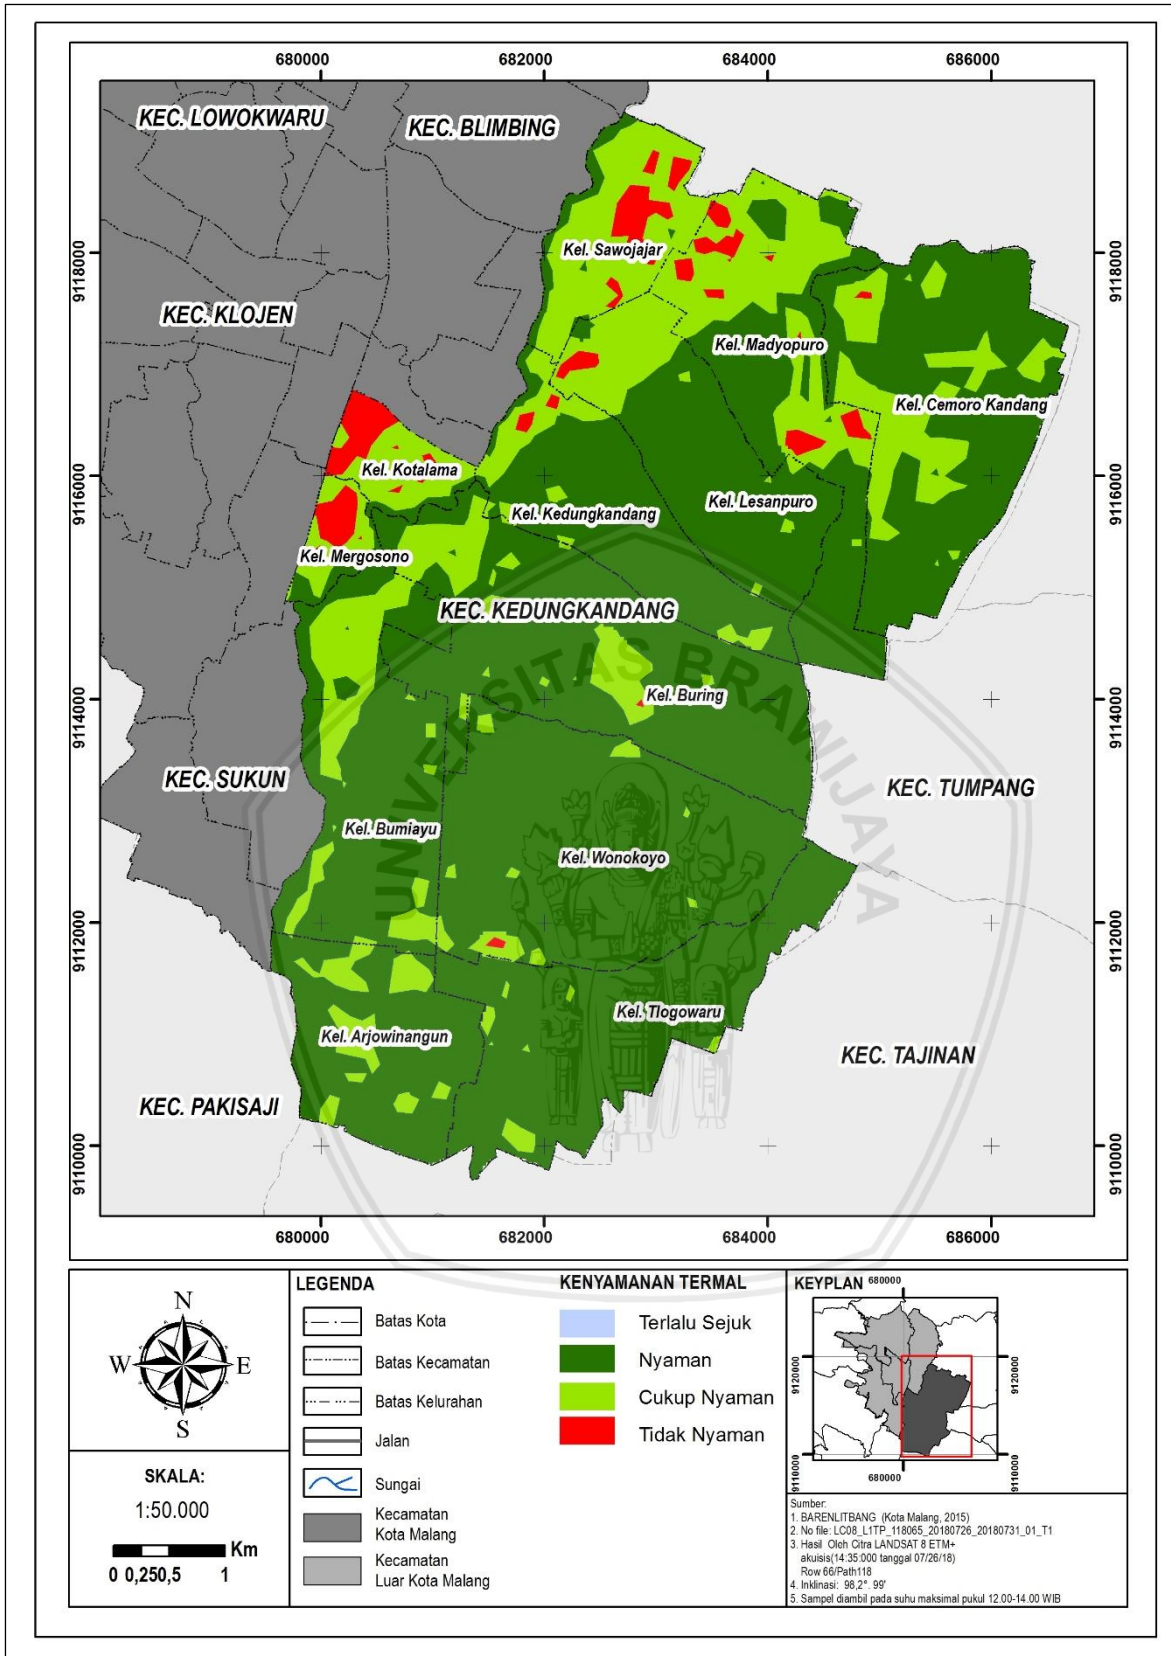 680000
682000
684000
686000
KEC. LOWOKWARU
KEC. BLIMBING
9118000
Kel. Sawojajar
9118000
KEC. KLOJEN
Kel. Madyopuro
Kel. Cemoro Kandang
Kel. Kotalama
9116000
9116000
Kel. Lesanpuro
Kel. Kedungkandang
Kel. Mergosono
KEC. KEDUNGKANDANG
UNIVERSITAS BRAWIJAYA
Kel. Buring
9114000
9114000
KEC. SUKUN
KEC. TUMPANG
Kel. Bumiayu
Kel. Wonokoyo
9112000
9112000
Kel. Tlogowaru
Kel. Arjowinangun
KEC. TAJINAN
KEC. PAKISAJI
9110000
9110000
680000
682000
684000
686000
N
W
E
S
SKALA:
1:50.000
Km
0 0,250,5 1
LEGENDA
Batas Kota
Batas Kecamatan
Batas Kelurahan
Jalan
Sungai
Kecamatan
Kota Malang
Kecamatan
Luar Kota Malang
KENYAMANAN TERMAL
Terlalu Sejuk
Nyaman
Cukup Nyaman
Tidak Nyaman
KEYPLAN
680000
9120000
9120000
9110000
9110000
680000
Sumber:
1. BARENLITBANG (Kota Malang, 2015)
2. No file: LC08_L1TP_118065_20180726_20180731_01_T1
3. Hasil Oleh Citra LANDSAT 8 ETM+
akuisis(14:35:000 tanggal 07/26/18)
Row 66/Path118
4. Inklinasi: 98,2°. 99'
5. Sampel diambil pada suhu maksimal pukul 12.00-14.00 WIB